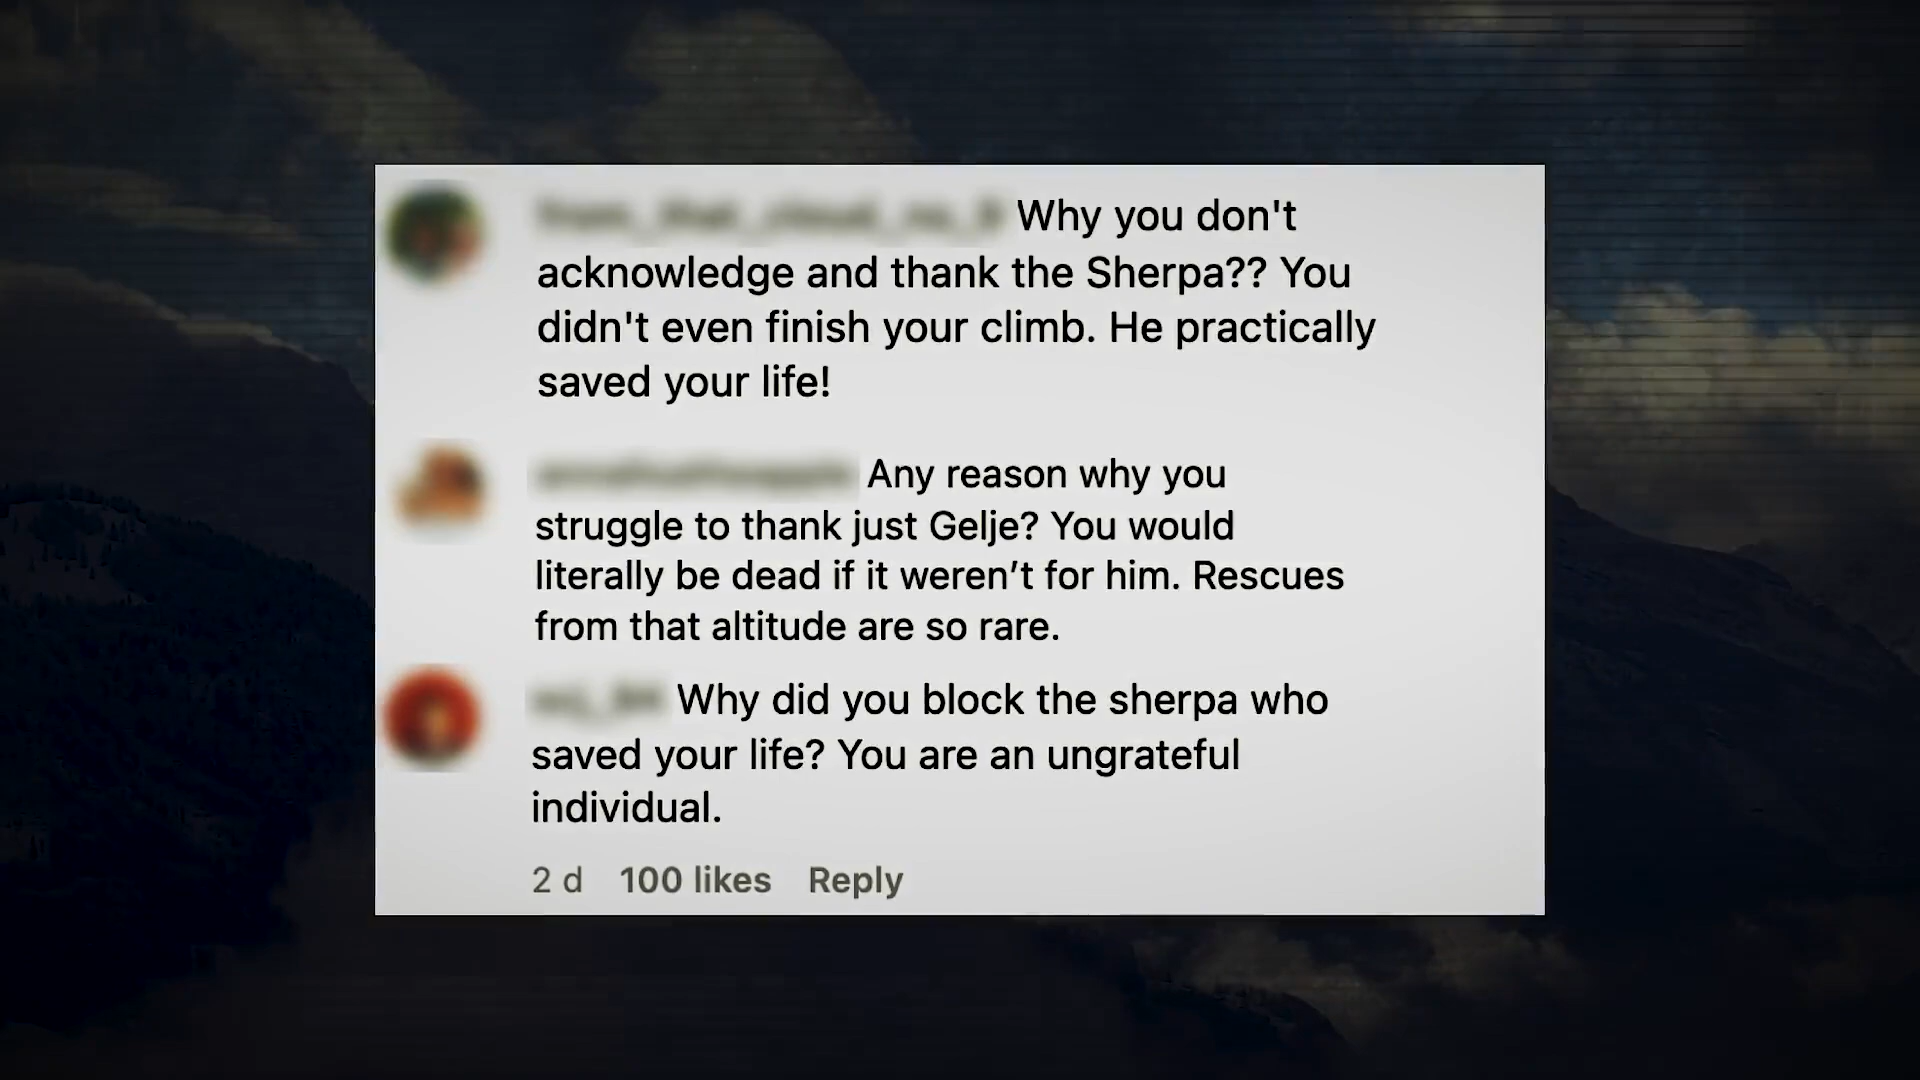 Why you don't
acknowledge and thank the Sherpa?? You
didn't even finish your climb. He practically
saved your life!
Any reason why you
struggle to thank just Gelje? You would
literally be dead if it weren’t for him. Rescues
from that altitude are so rare.
Why did you block the sherpa who
saved your life? You are an ungrateful
individual.
2 d 100 likes Reply